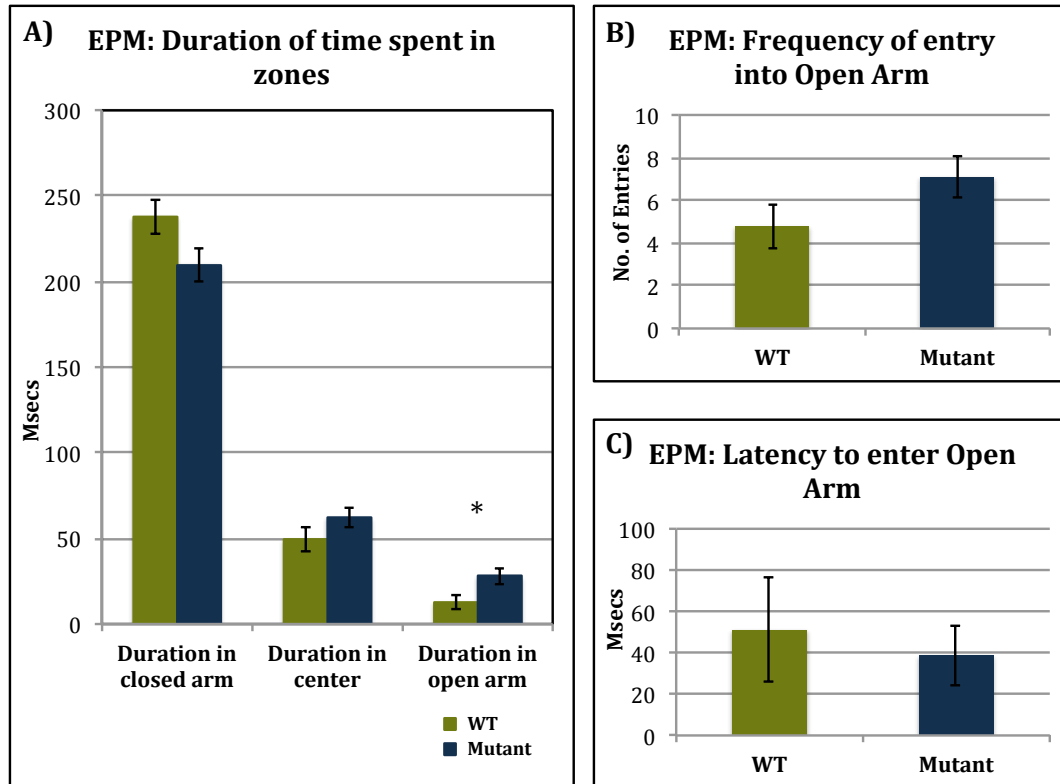 A)
EPM: Duration of time spent in
zones
300
250
200
150
100
50
0
Msecs
*
Duration in
closed arm
Duration in
center
Duration in
open arm
WT
Mutant
B)
EPM: Frequency of entry
into Open Arm
10
8
6
4
2
0
No. of Entries
WT
Mutant
C)
EPM: Latency to enter Open
Arm
100
80
60
40
20
0
Msecs
WT
Mutant